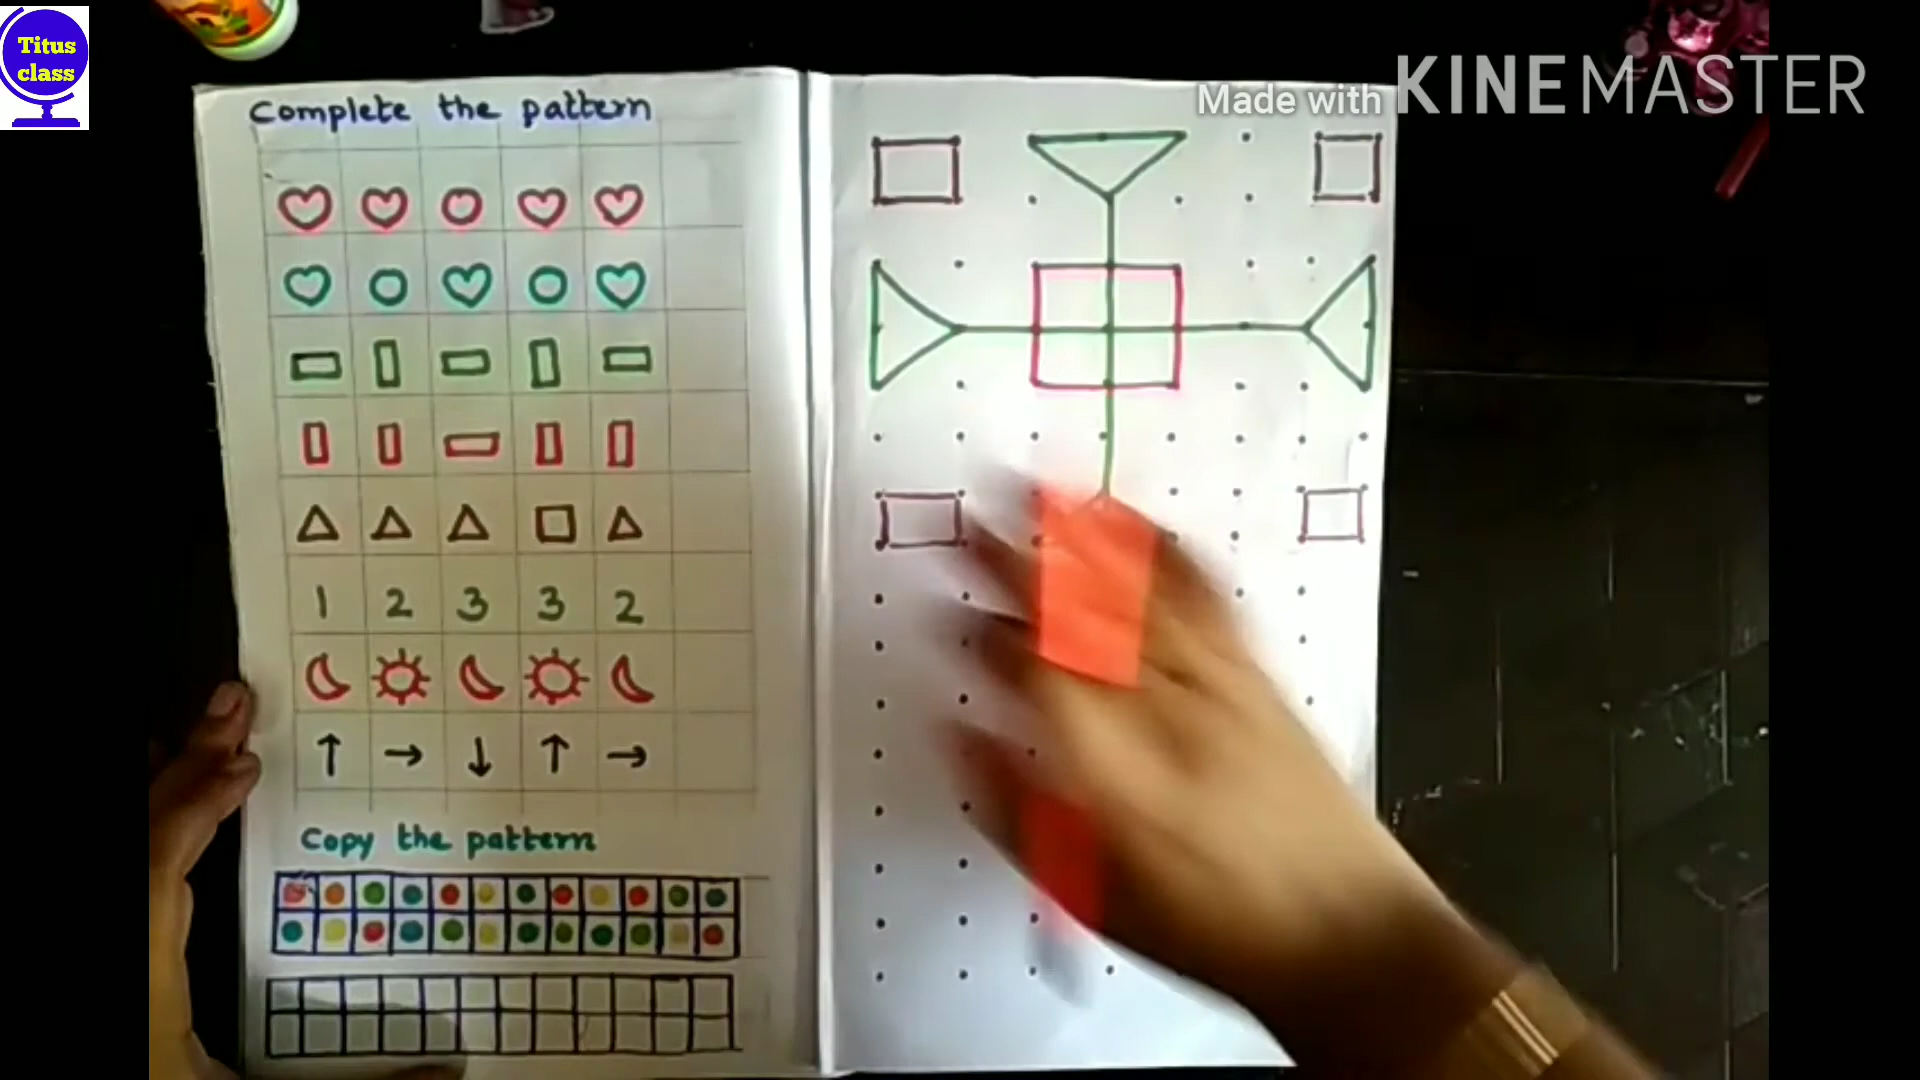 Titus
class
Made with KINEMASTER
Complete the pattern
1 2 3 3 2
Copy the pattern